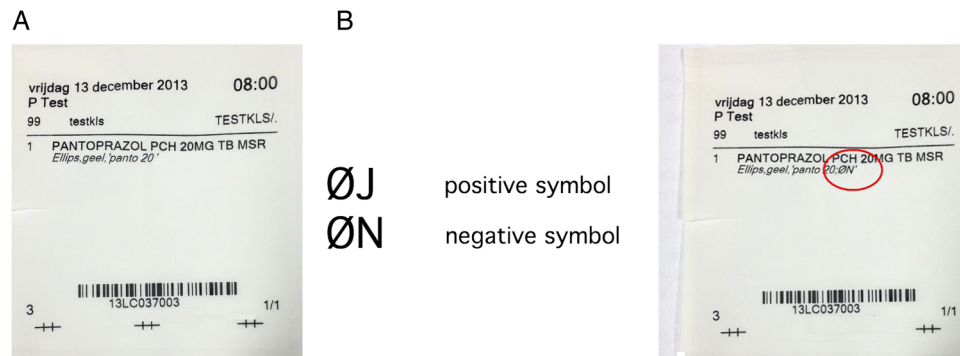 A
vrijdag 13 december 2013 08:00
P Test
99 testkls TESTKLS/.
1 PANTOPRAZOL PCH 20MG TB MSR
Ellips,geel,'panto 20'
13LC037003
3 1/1
B
ØJ positive symbol
ØN negative symbol
vrijdag 13 december 2013 08:00
P Test
99 testkls TESTKLS/.
1 PANTOPRAZOL PCH 20MG TB MSR
Ellips,geel,'panto 20;ØN'
13LC037003
3 1/1